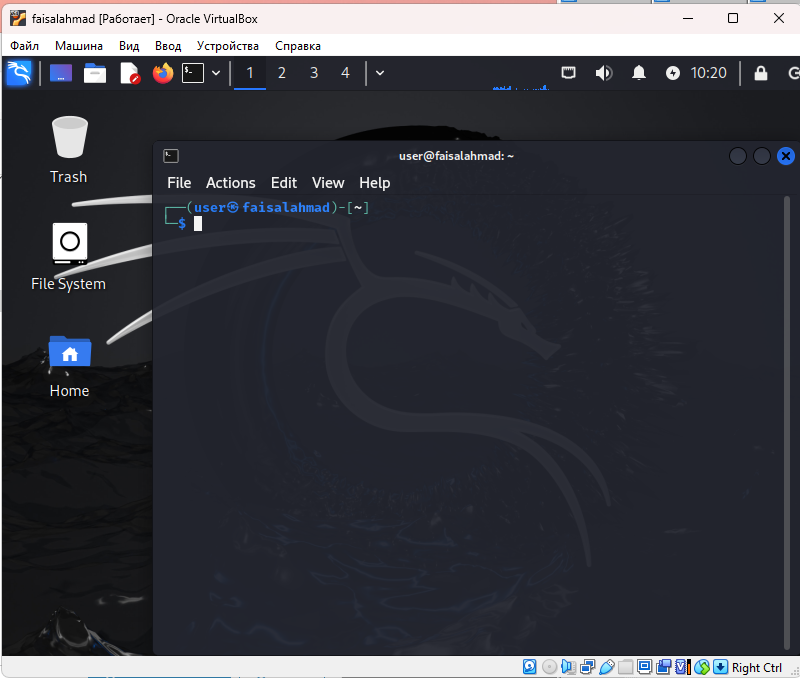 faisalahmad [Работает] - Oracle VirtualBox
Файл Машина Вид Ввод Устройства Справка
1 2 3 4 10:20
Trash
File System
Home
user@faisalahmad: ~
File Actions Edit View Help
┌──(user㉿faisalahmad)-[~]
└─$
Right Ctrl